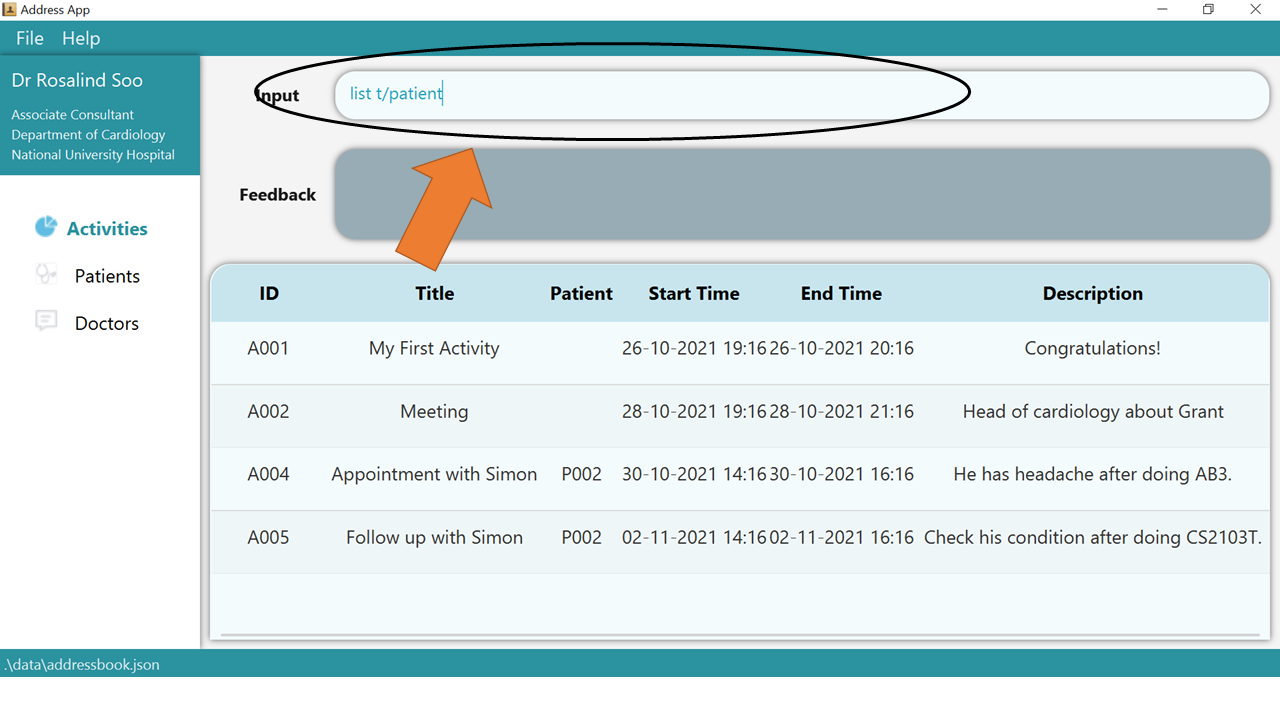 Address App
File Help
Dr Rosalind Soo
Associate Consultant
Department of Cardiology
National University Hospital
Activities
Patients
Doctors
Input list t/patient
Feedback
ID Title Patient Start Time End Time Description
A001 My First Activity 26-10-2021 19:16 26-10-2021 20:16 Congratulations!
A002 Meeting 28-10-2021 19:16 28-10-2021 21:16 Head of cardiology about Grant
A004 Appointment with Simon P002 30-10-2021 14:16 30-10-2021 16:16 He has headache after doing AB3.
A005 Follow up with Simon P002 02-11-2021 14:16 02-11-2021 16:16 Check his condition after doing CS2103T.
.\data\addressbook.json